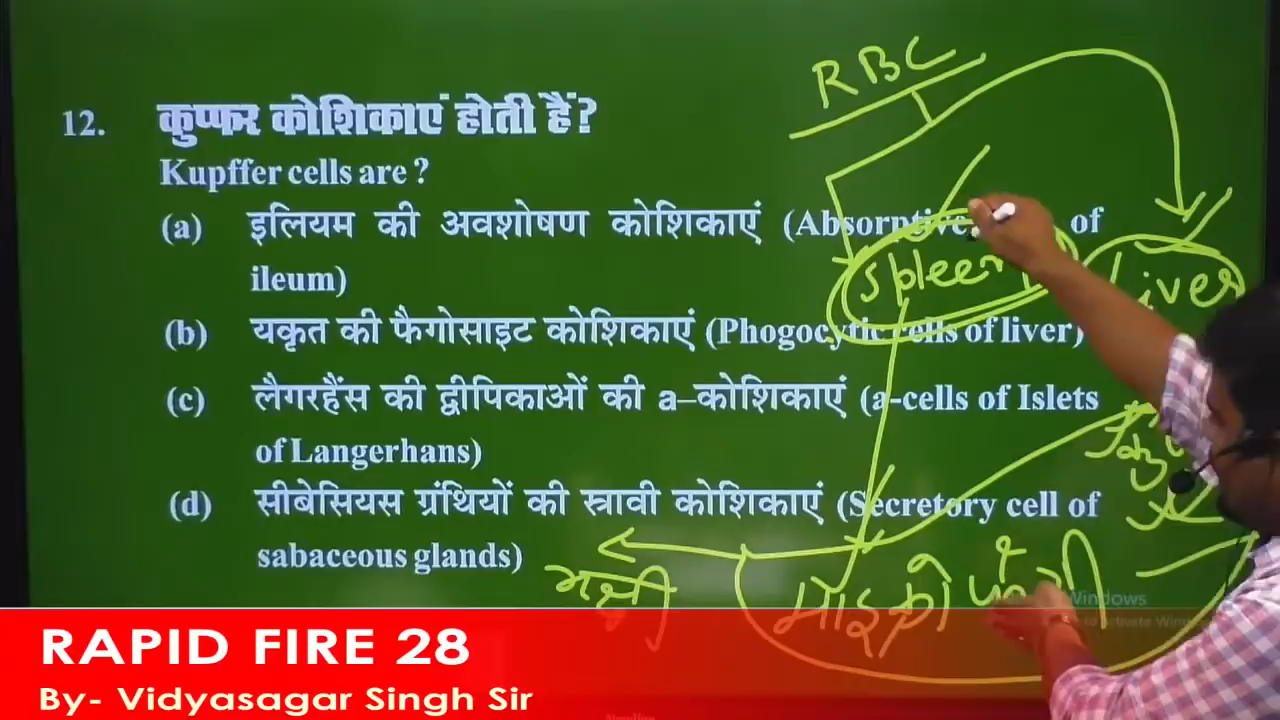 RBC
12. कुप्फर कोशिकाएं होती हैं?
Kupffer cells are ?
(a) इलियम की अवशोषण कोशिकाएं (Absorptive of
ileum)
Spleen Liver
(b) यकृत की फैगोसाइट कोशिकाएं (Phogocytic cells of liver)
(c) लैगरहैंस की द्वीपिकाओं की a–कोशिकाएं (a-cells of Islets
of Langerhans)
(d) सीबेसियस ग्रंथियों की स्त्रावी कोशिकाएं (Secretory cell of
sabaceous glands)
Windows
RAPID FIRE 28
By- Vidyasagar Singh Sir